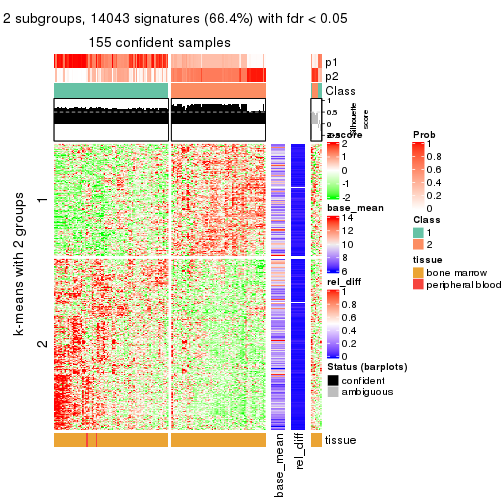 2 subgroups, 14043 signatures (66.4%) with fdr < 0.05
155 confident samples
p1
p2
Class
1
0.5
0
Silhouette
score
z-score
2
1
0
-1
-2
base_mean
14
12
10
8
6
rel_diff
1
0.8
0.6
0.4
0.2
0
Status (barplots)
confident
ambiguous
Prob
1
0.8
0.6
0.4
0.2
0
Class
1
2
tissue
bone marrow
peripheral blood
k-means with 2 groups
1
2
tissue
base_mean
rel_diff